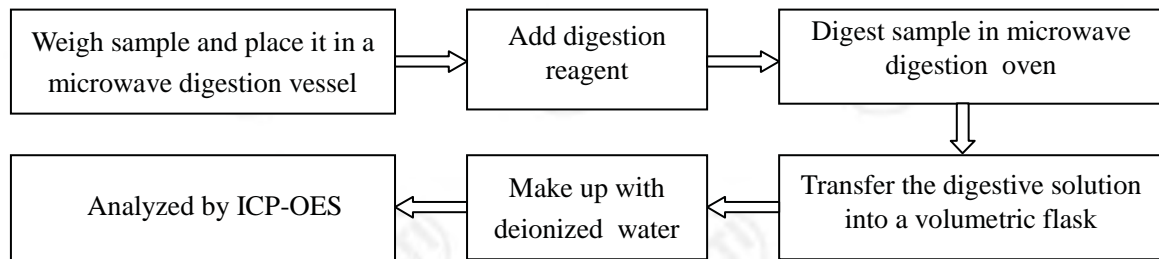 Weigh sample and place it in a
microwave digestion vessel
Add digestion
reagent
Digest sample in microwave
digestion oven
Transfer the digestive solution
into a volumetric flask
Make up with
deionized water
Analyzed by ICP-OES